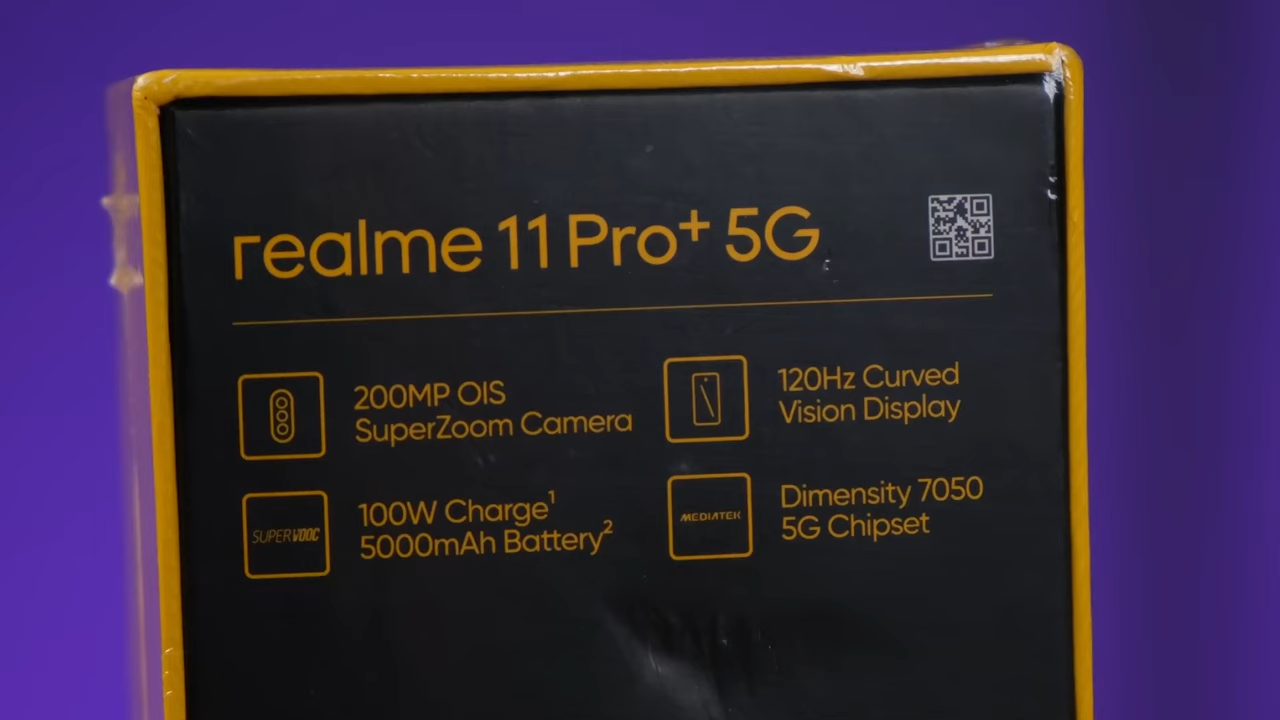 realme 11 Pro⁺ 5G
200MP OIS
SuperZoom Camera
120Hz Curved
Vision Display
SUPERVOOC
100W Charge¹
5000mAh Battery²
MEDIATEK
Dimensity 7050
5G Chipset